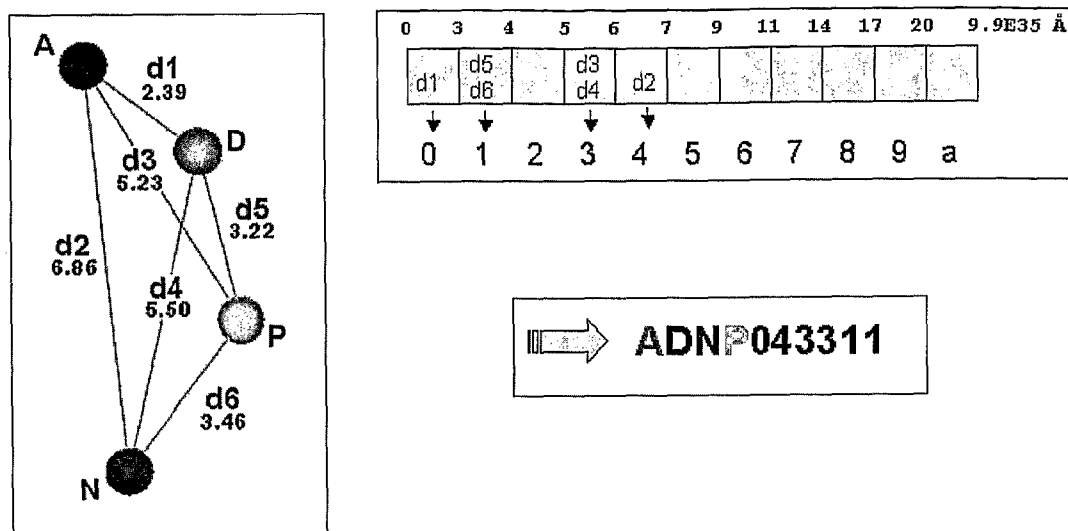 A
d1
2.39
D
d3
5.23
d5
3.22
d2
6.86
d4
5.50
P
d6
3.46
N
0 3 4 5 6 7 9 11 14 17 20 9.9E35 Å
d1 d5 d3 d2
d6 d4
0 1 2 3 4 5 6 7 8 9 a
ADNP043311